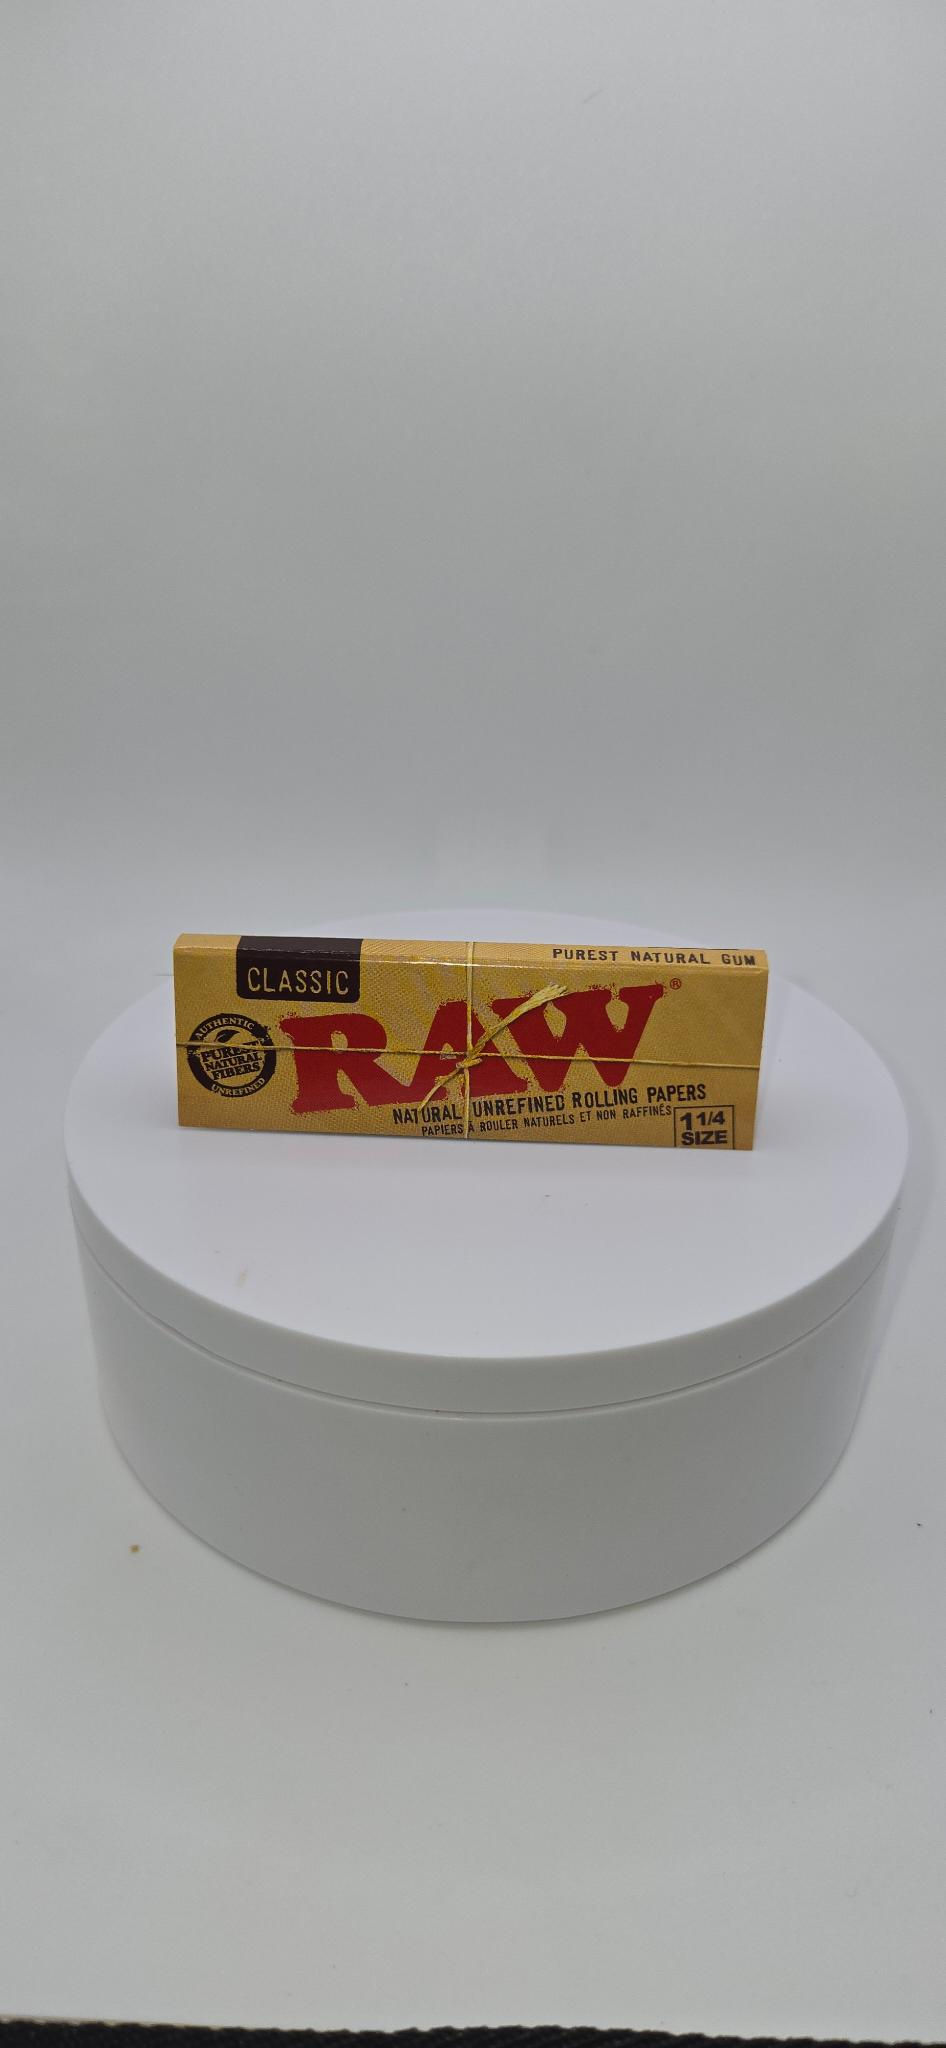 PUREST NATURAL GUM
CLASSIC
RAW®
AUTHENTIC
PUREST
NATURAL
FIBERS
UNREFINED
NATURAL UNREFINED ROLLING PAPERS
PAPIERS À ROULER NATURELS ET NON RAFFINÉS
1 1/4
SIZE